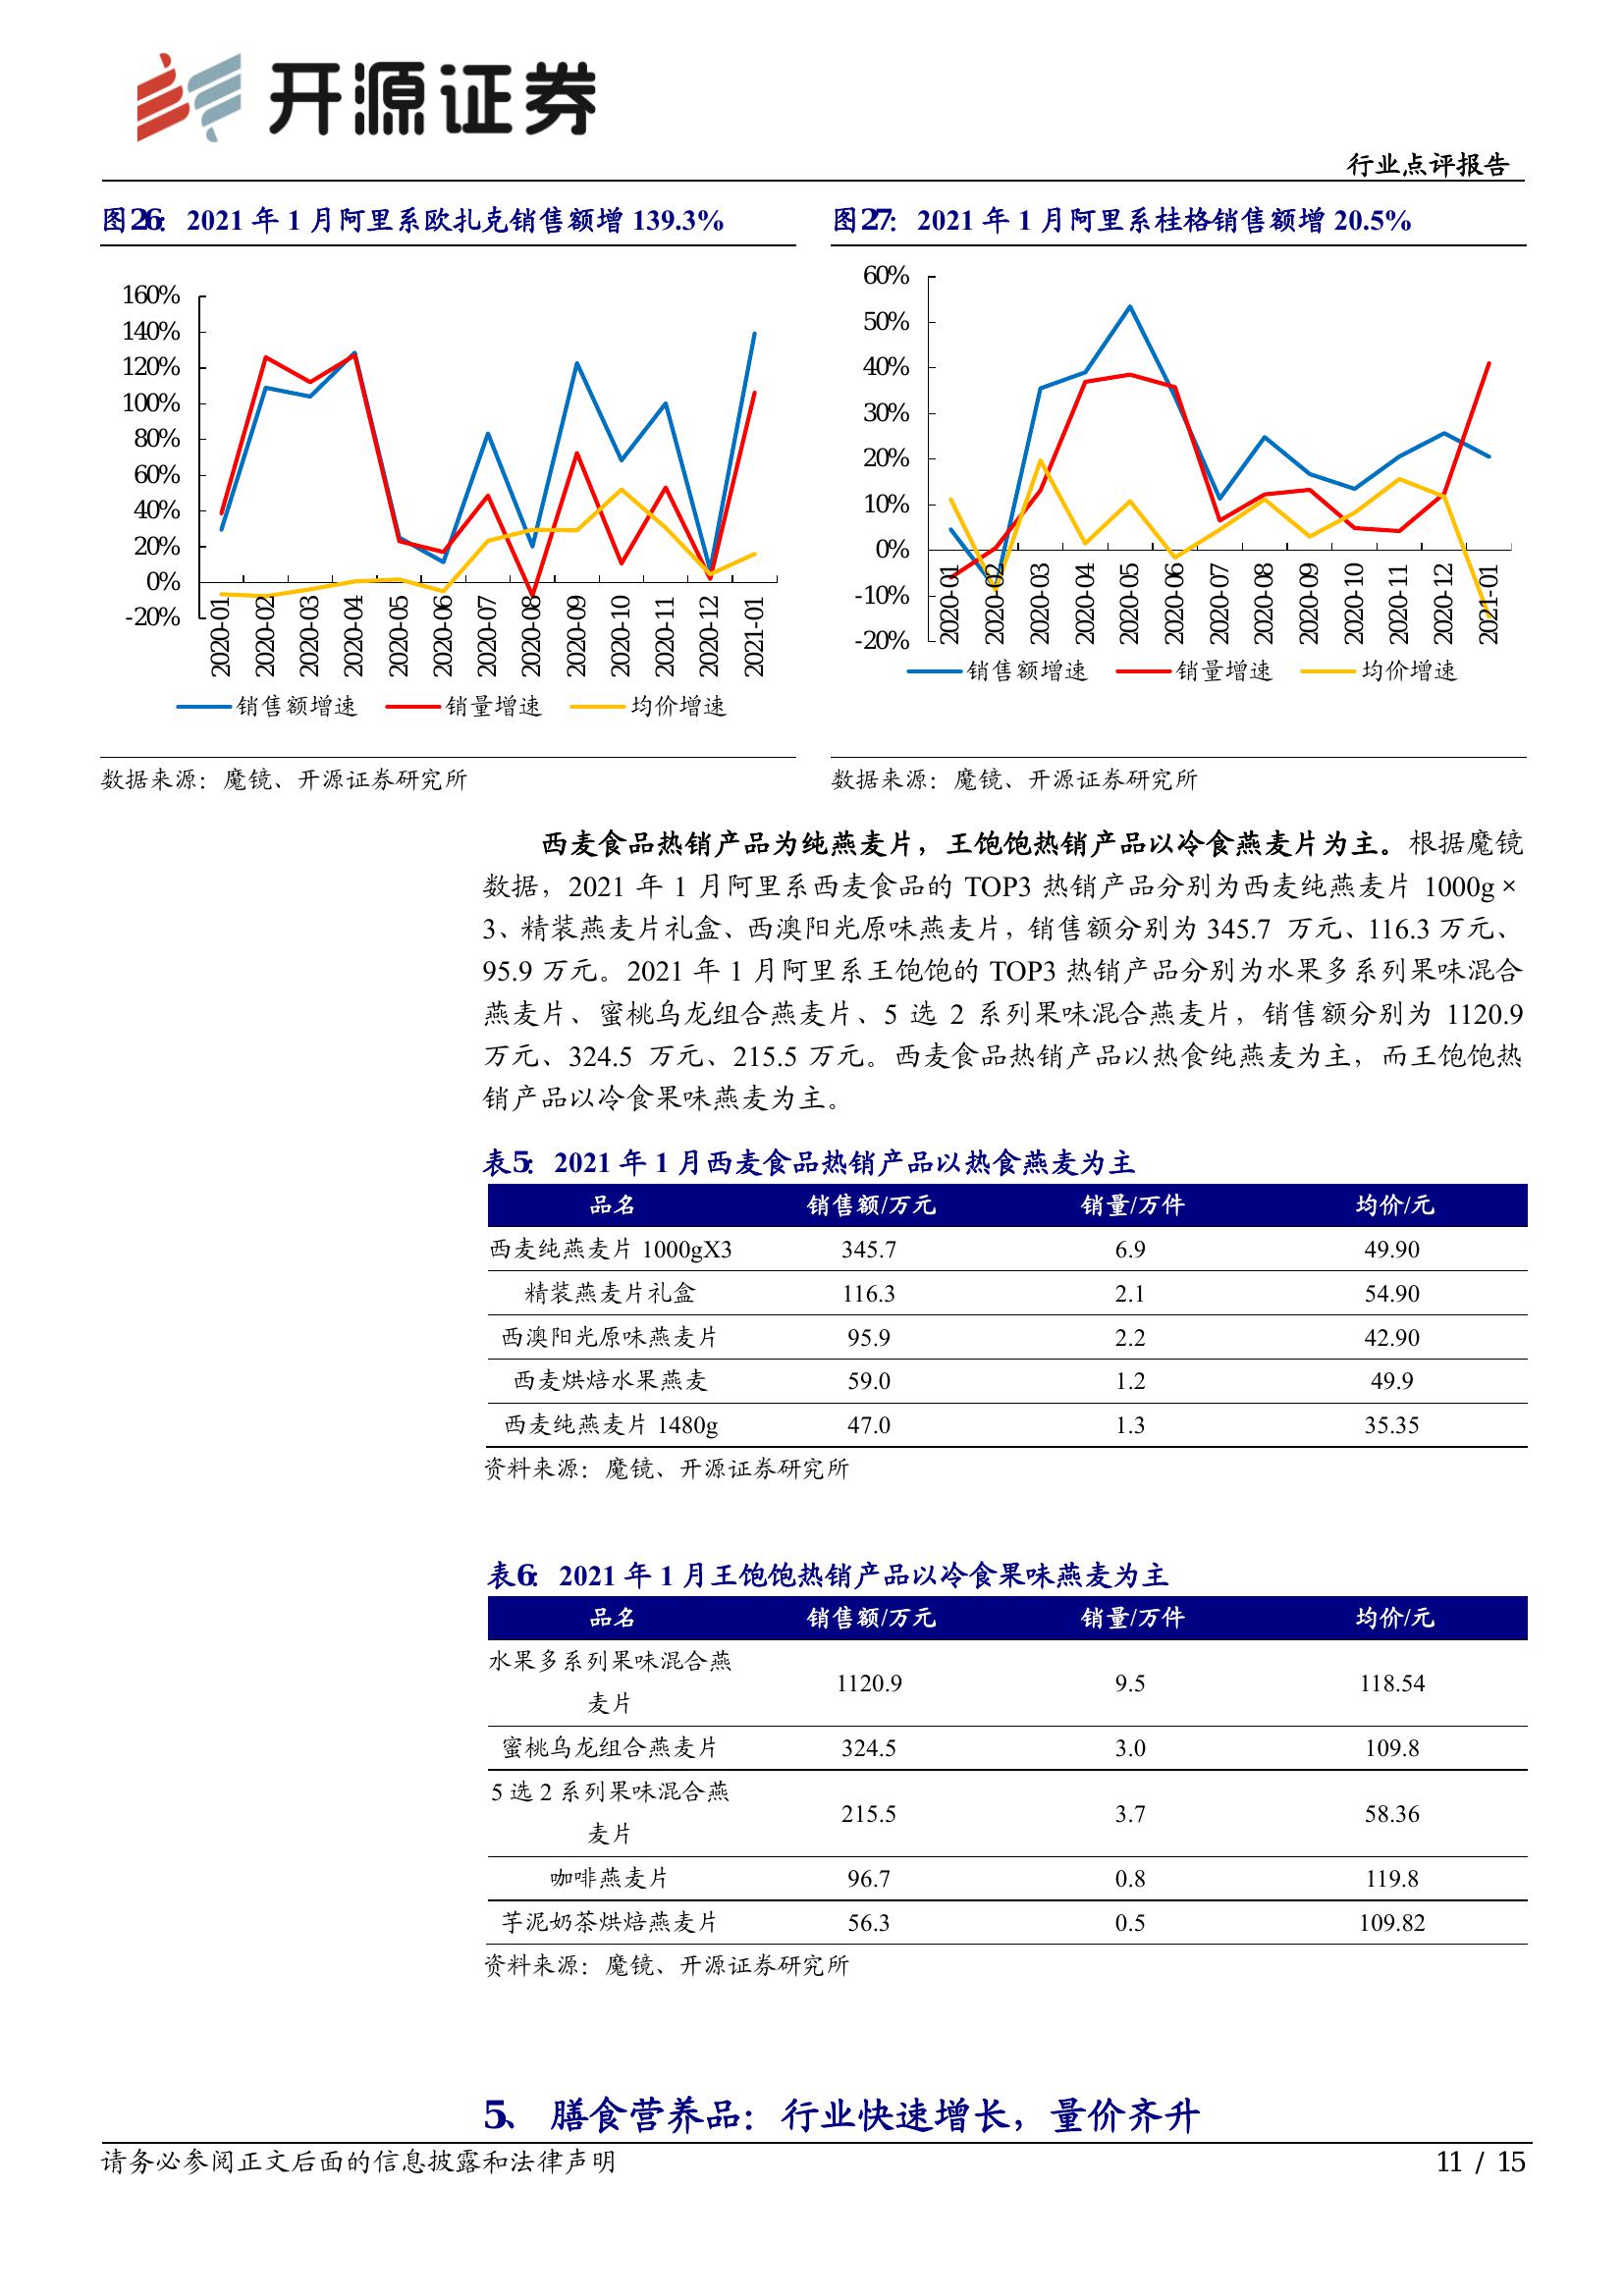 开源证券
行业点评报告
图26： 2021 年 1 月阿里系欧扎克销售额增 139.3%
160%
140%
120%
100%
80%
60%
40%
20%
0%
-20%
2020-01
2020-02
2020-03
2020-04
2020-05
2020-06
2020-07
2020-08
2020-09
2020-10
2020-11
2020-12
2021-01
销售额增速 销量增速 均价增速
数据来源：魔镜、开源证券研究所
图27： 2021 年 1 月阿里系桂格销售额增 20.5%
60%
50%
40%
30%
20%
10%
0%
-10%
-20%
2020-01
2020-02
2020-03
2020-04
2020-05
2020-06
2020-07
2020-08
2020-09
2020-10
2020-11
2020-12
2021-01
销售额增速 销量增速 均价增速
数据来源：魔镜、开源证券研究所
西麦食品热销产品为纯燕麦片，王饱饱热销产品以冷食燕麦片为主。根据魔镜
数据，2021 年 1 月阿里系西麦食品的 TOP3 热销产品分别为西麦纯燕麦片 1000g×
3、精装燕麦片礼盒、西澳阳光原味燕麦片，销售额分别为 345.7 万元、116.3 万元、
95.9 万元。2021 年 1 月阿里系王饱饱的 TOP3 热销产品分别为水果多系列果味混合
燕麦片、蜜桃乌龙组合燕麦片、5 选 2 系列果味混合燕麦片，销售额分别为 1120.9
万元、324.5 万元、215.5 万元。西麦食品热销产品以热食纯燕麦为主，而王饱饱热
销产品以冷食果味燕麦为主。
表5： 2021 年 1 月西麦食品热销产品以热食燕麦为主
品名 销售额/万元 销量/万件 均价/元
西麦纯燕麦片 1000gX3 345.7 6.9 49.90
精装燕麦片礼盒 116.3 2.1 54.90
西澳阳光原味燕麦片 95.9 2.2 42.90
西麦烘焙水果燕麦 59.0 1.2 49.9
西麦纯燕麦片 1480g 47.0 1.3 35.35
资料来源：魔镜、开源证券研究所
表6： 2021 年 1 月王饱饱热销产品以冷食果味燕麦为主
品名 销售额/万元 销量/万件 均价/元
水果多系列果味混合燕
麦片 1120.9 9.5 118.54
蜜桃乌龙组合燕麦片 324.5 3.0 109.8
5 选 2 系列果味混合燕
麦片 215.5 3.7 58.36
咖啡燕麦片 96.7 0.8 119.8
芋泥奶茶烘焙燕麦片 56.3 0.5 109.82
资料来源：魔镜、开源证券研究所
5、 膳食营养品：行业快速增长，量价齐升
请务必参阅正文后面的信息披露和法律声明
11 / 15